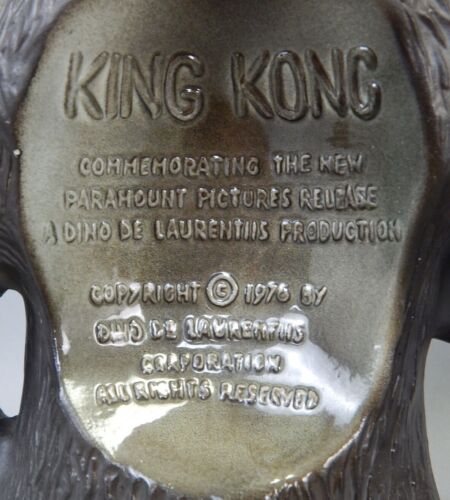 KING KONG
COMMEMORATING THE NEW
PARAMOUNT PICTURES RELEASE
A DINO DE LAURENTIIS PRODUCTION
COPYRIGHT © 1976 BY
DINO DE LAURENTIIS
CORPORATION
ALL RIGHTS RESERVED